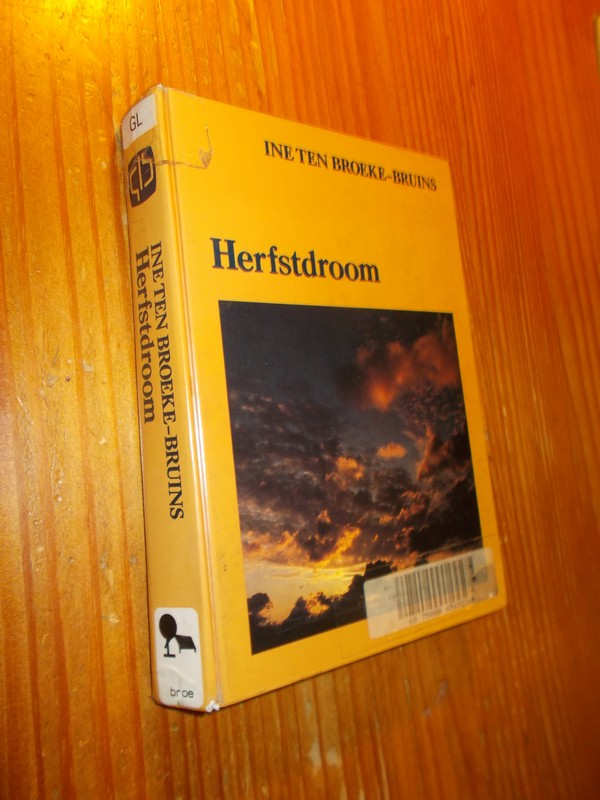 GL
INE TEN BROEKE-BRUINS
Herfstdroom
broe
INE TEN BROEKE-BRUINS
Herfstdroom